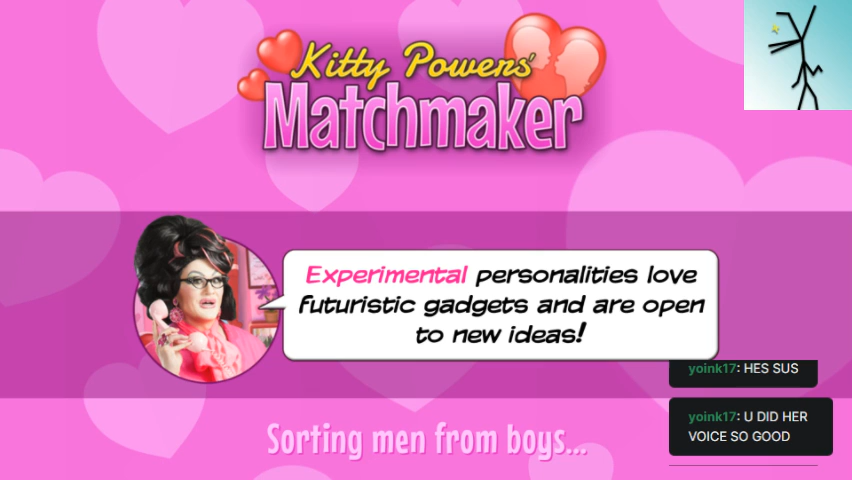 Kitty Powers'
Matchmaker
Experimental personalities love
futuristic gadgets and are open
to new ideas!
yoink17: HES SUS
yoink17: U DID HER
VOICE SO GOOD
Sorting men from boys...